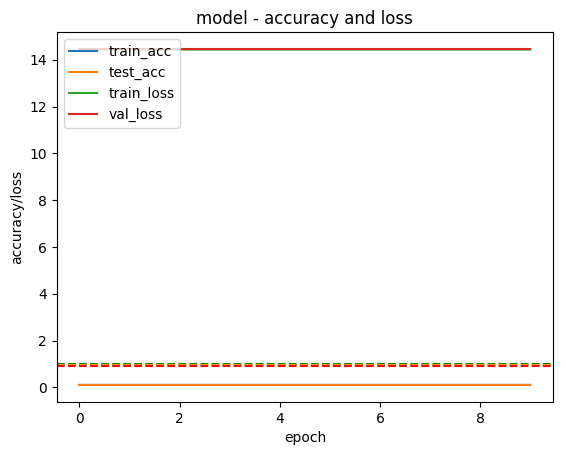 model - accuracy and loss
train_acc
test_acc
train_loss
val_loss
accuracy/loss
14
12
10
8
6
4
2
0
0 2 4 6 8
epoch